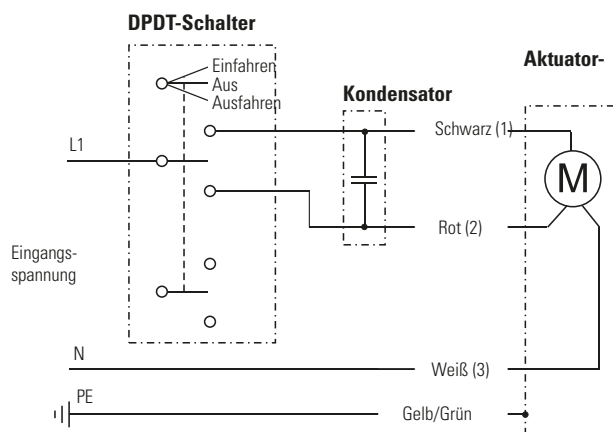 DPDT-Schalter
Einfahren
Aus
Ausfahren
Kondensator
Aktuator-
L1
Schwarz (1)
M
Rot (2)
Eingangs-
spannung
N
Weiß (3)
PE
Gelb/Grün